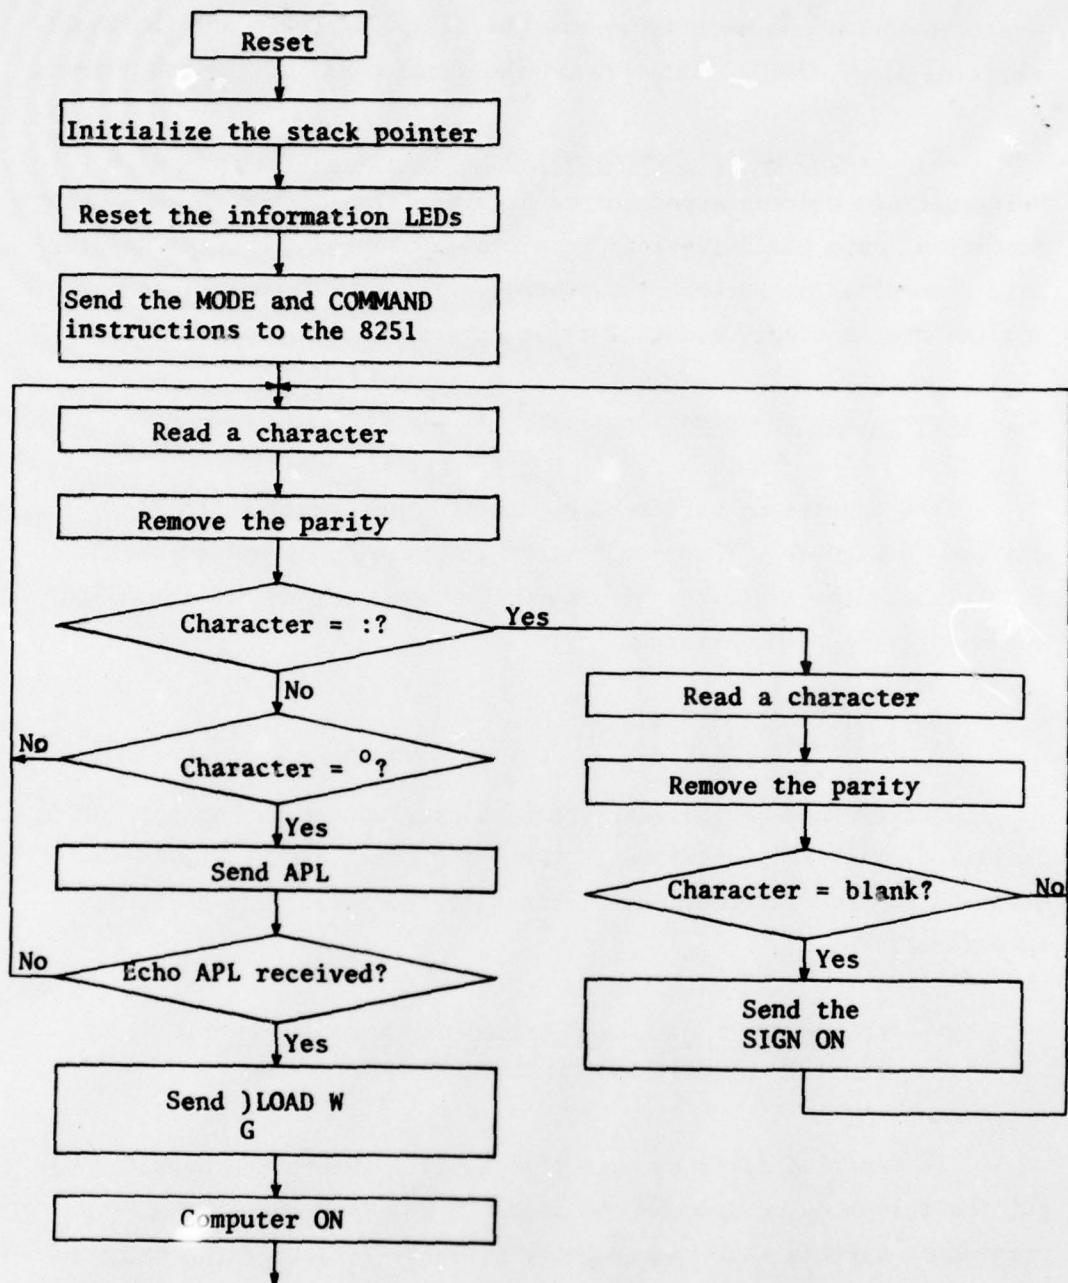 Reset
Initialize the stack pointer
Reset the information LEDs
Send the MODE and COMMAND
instructions to the 8251
Read a character
Remove the parity
Character = :?
Yes
No
Character = o?
No
Yes
Send APL
Echo APL received?
No
Yes
Send )LOAD W
G
Computer ON
Read a character
Remove the parity
Character = blank?
No
Yes
Send the
SIGN ON